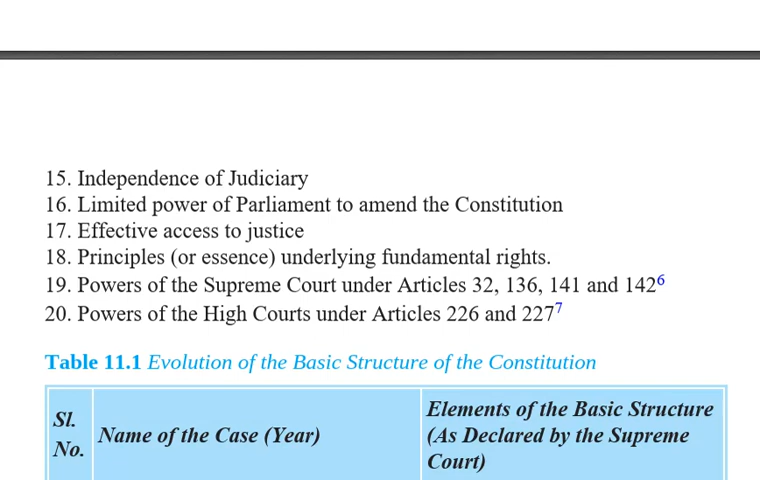 15. Independence of Judiciary
16. Limited power of Parliament to amend the Constitution
17. Effective access to justice
18. Principles (or essence) underlying fundamental rights.
19. Powers of the Supreme Court under Articles 32, 136, 141 and 142⁶
20. Powers of the High Courts under Articles 226 and 227⁷
Table 11.1 Evolution of the Basic Structure of the Constitution
Sl.
No.
Name of the Case (Year)
Elements of the Basic Structure
(As Declared by the Supreme
Court)